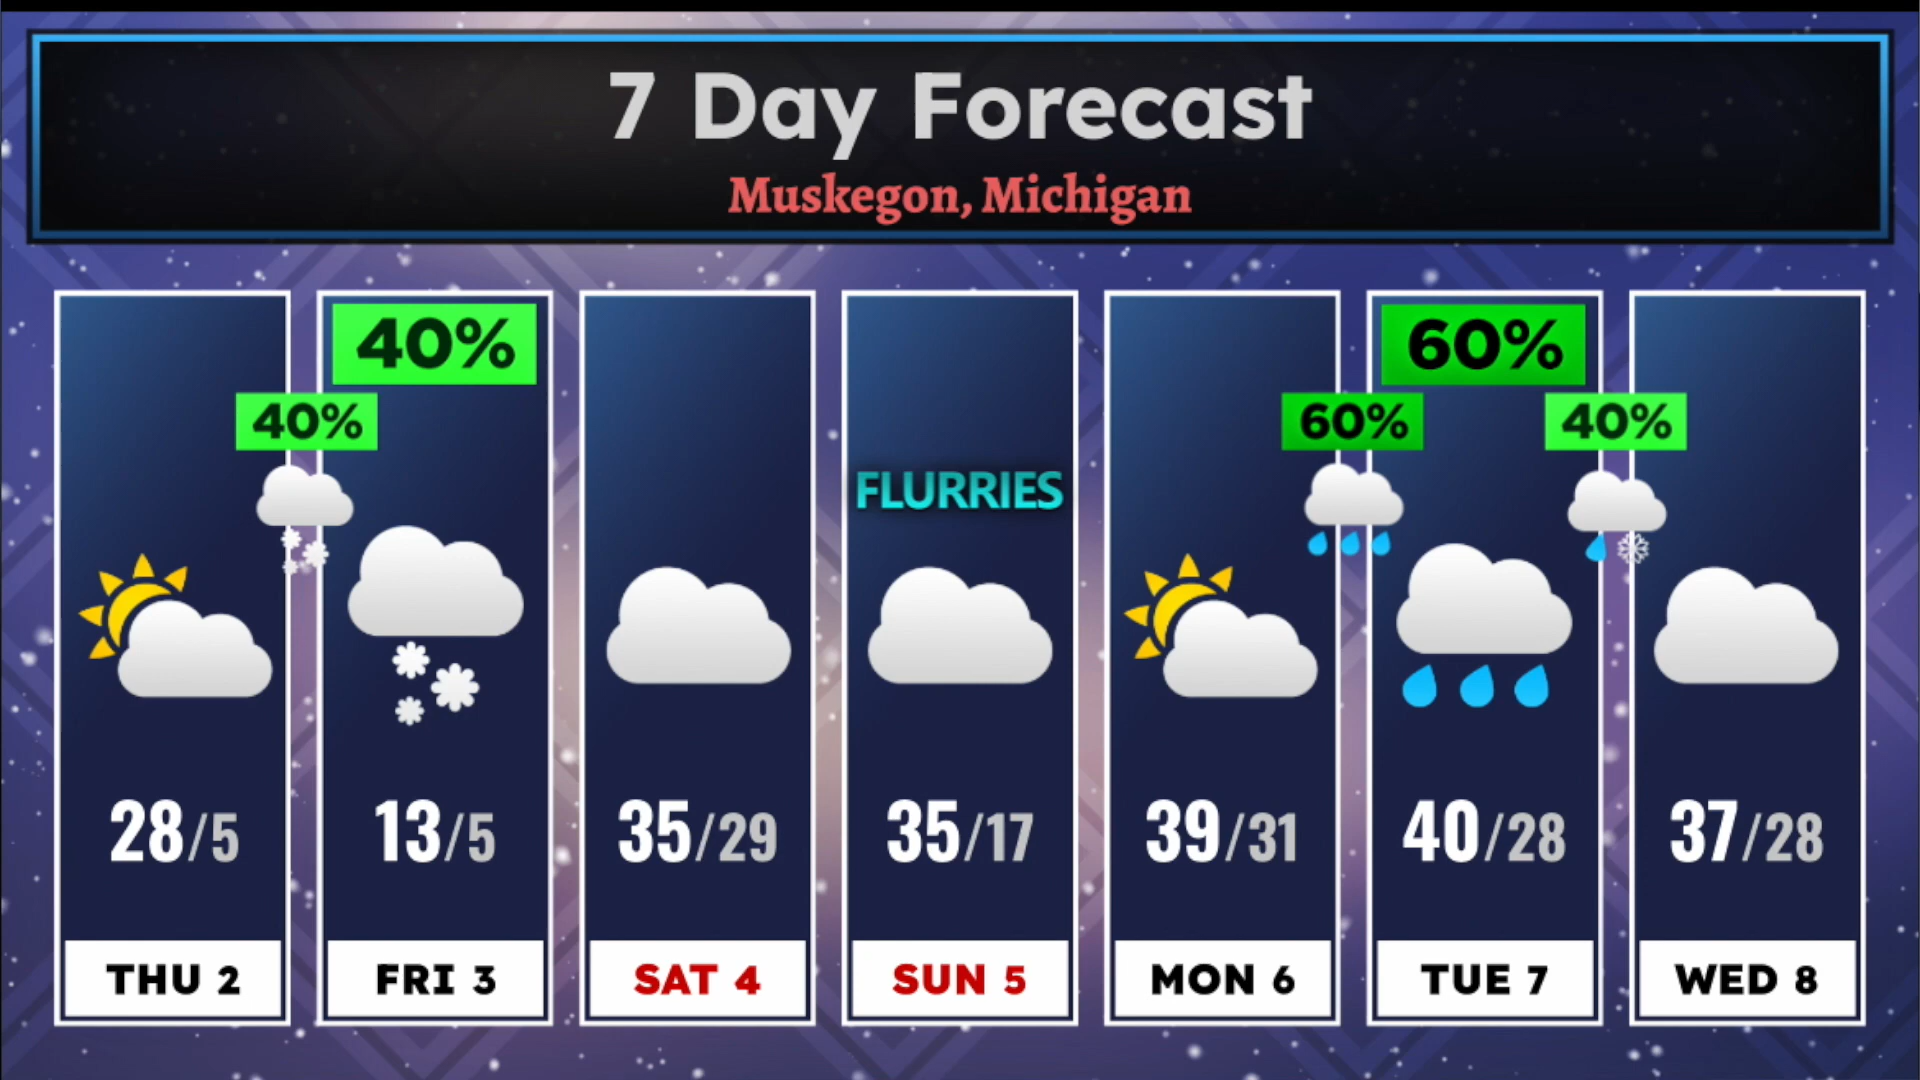 7 Day Forecast
Muskegon, Michigan
40%
60%
40%
60%
40%
FLURRIES
28/5
13/5
35/29
35/17
39/31
40/28
37/28
THU 2
FRI 3
SAT 4
SUN 5
MON 6
TUE 7
WED 8